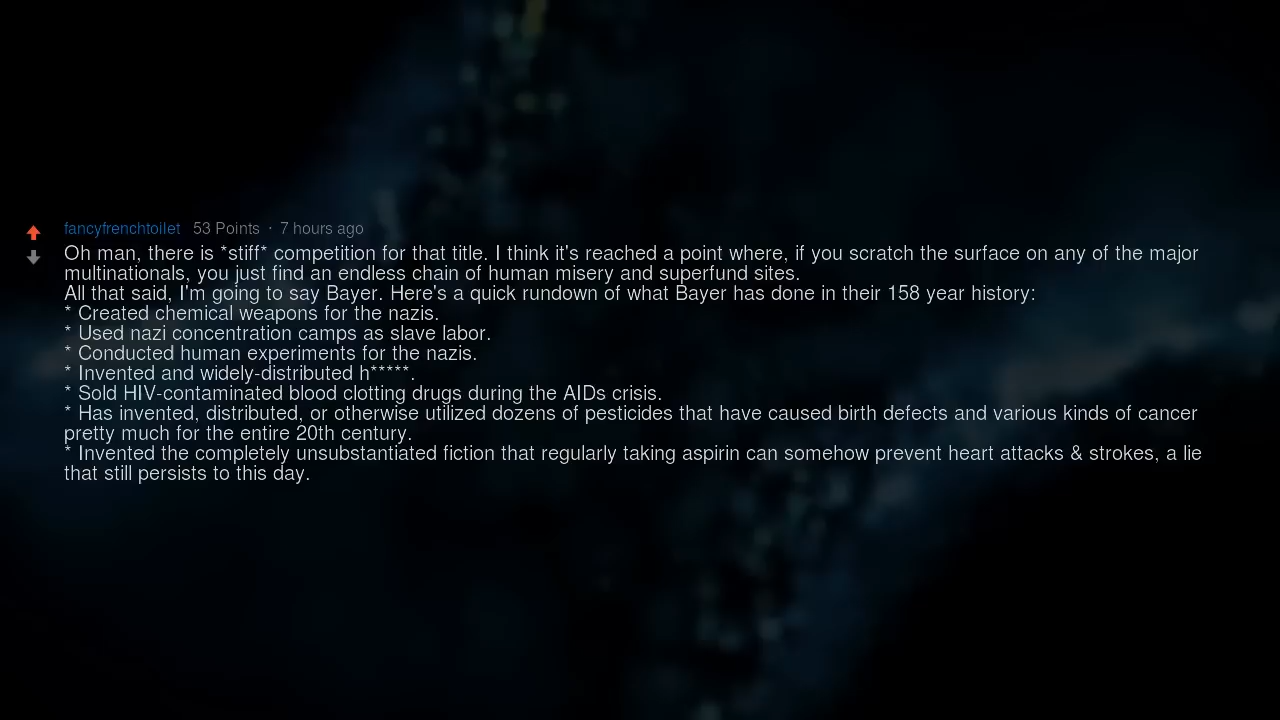 fancyfrenchtoilet 53 Points · 7 hours ago
Oh man, there is *stiff* competition for that title. I think it's reached a point where, if you scratch the surface on any of the major
multinationals, you just find an endless chain of human misery and superfund sites.
All that said, I'm going to say Bayer. Here's a quick rundown of what Bayer has done in their 158 year history:
* Created chemical weapons for the nazis.
* Used nazi concentration camps as slave labor.
* Conducted human experiments for the nazis.
* Invented and widely-distributed h*****.
* Sold HIV-contaminated blood clotting drugs during the AIDs crisis.
* Has invented, distributed, or otherwise utilized dozens of pesticides that have caused birth defects and various kinds of cancer
pretty much for the entire 20th century.
* Invented the completely unsubstantiated fiction that regularly taking aspirin can somehow prevent heart attacks & strokes, a lie
that still persists to this day.